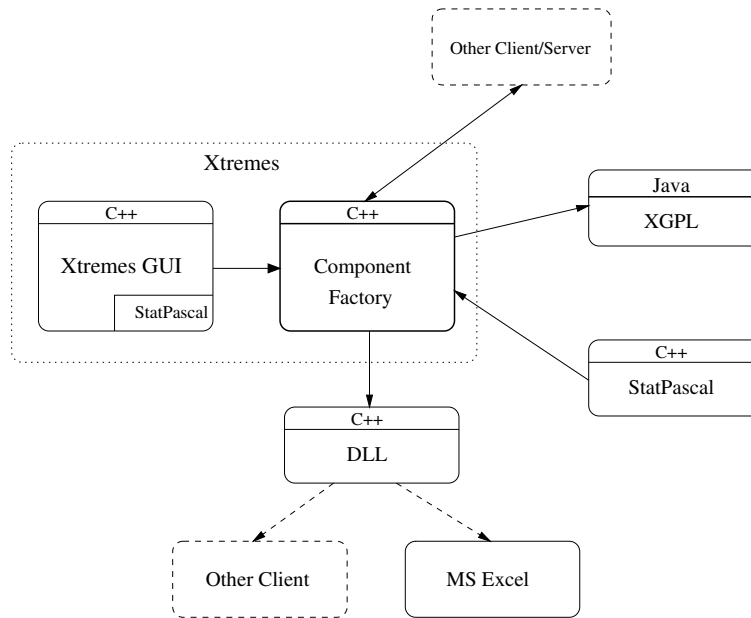 Other Client/Server
Xtremes
C++
Xtremes GUI
StatPascal
C++
Component
Factory
Java
XGPL
C++
StatPascal
C++
DLL
Other Client
MS Excel